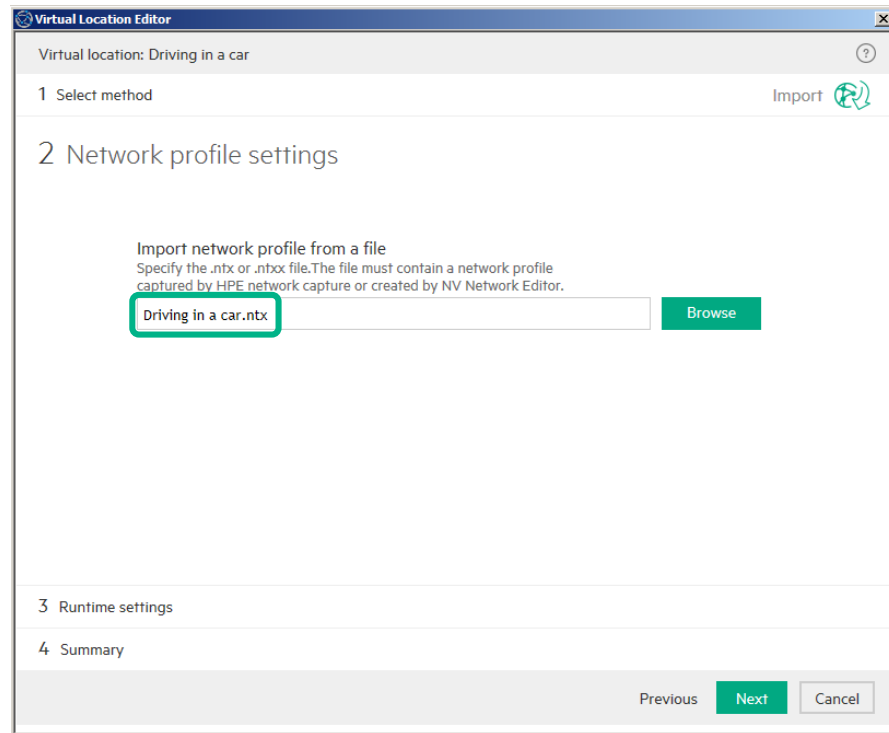 Virtual Location Editor
Virtual location: Driving in a car
?
1 Select method
Import
2 Network profile settings
Import network profile from a file
Specify the .ntx or .ntxx file.The file must contain a network profile
captured by HPE network capture or created by NV Network Editor.
Driving in a car.ntx
Browse
3 Runtime settings
4 Summary
Previous Next Cancel